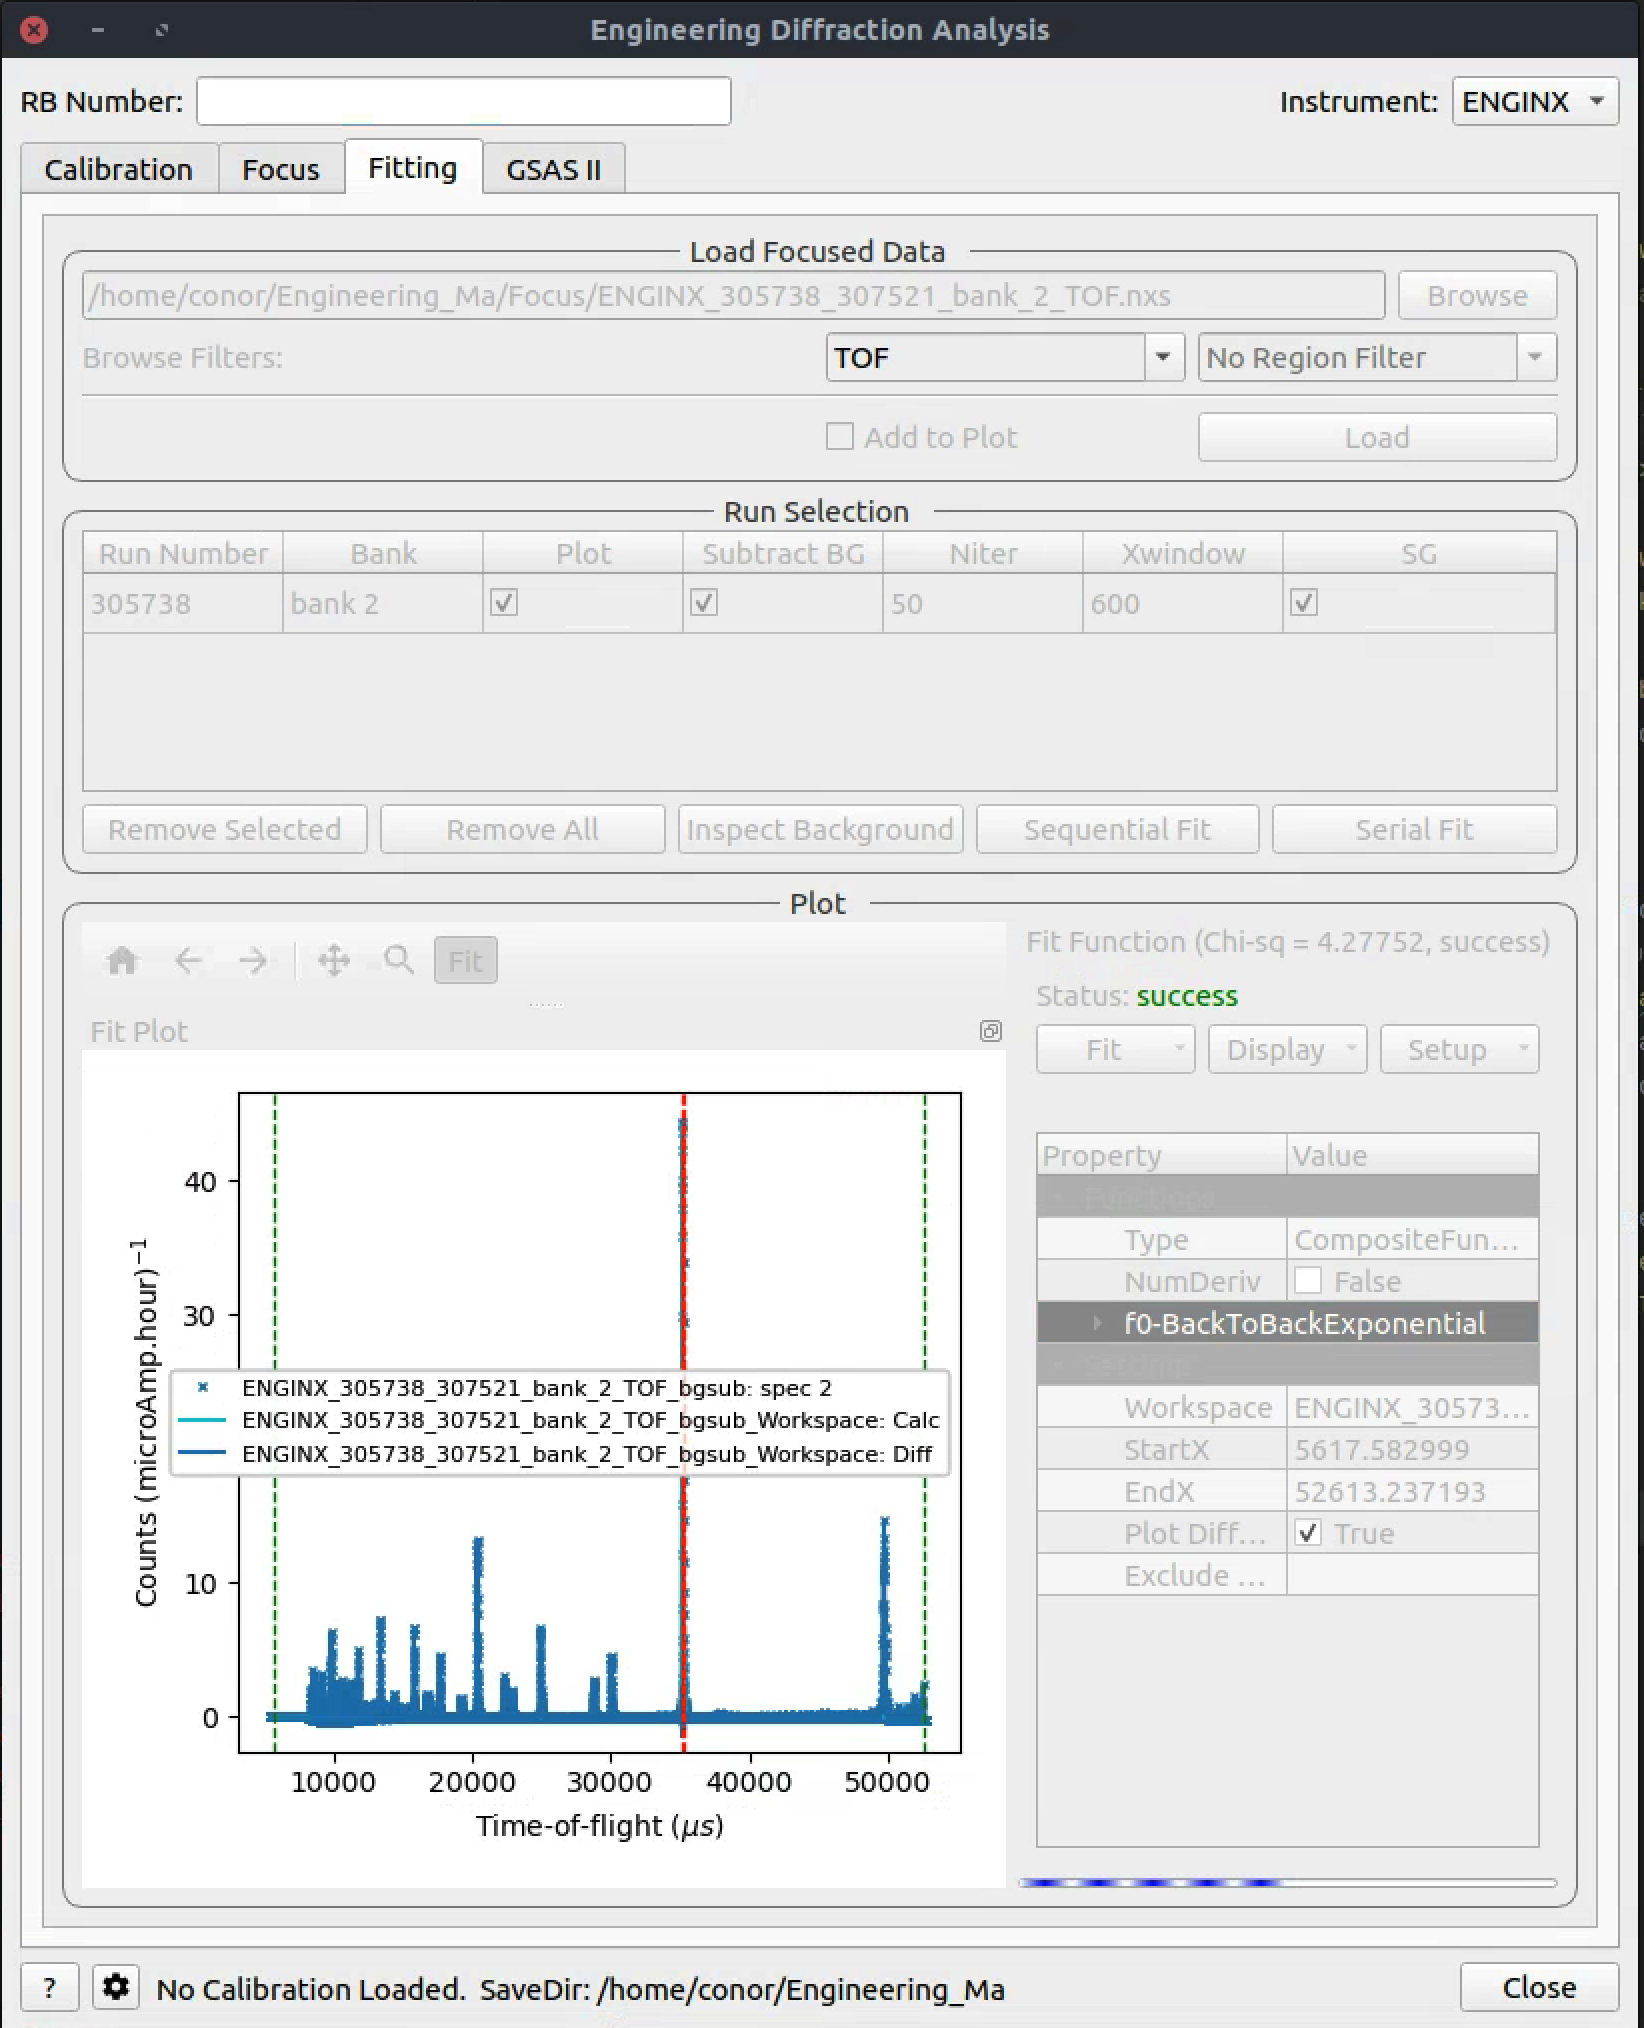 Engineering Diffraction Analysis
RB Number:
Instrument: ENGINX
Calibration Focus Fitting GSAS II
Load Focused Data
/home/conor/Engineering_Ma/Focus/ENGINX_305738_307521_bank_2_TOF.nxs Browse
Browse Filters: TOF No Region Filter
Add to Plot Load
Run Selection
Run Number Bank Plot Subtract BG Niter Xwindow SG
305738 bank 2 50 600
Remove Selected Remove All Inspect Background Sequential Fit Serial Fit
Plot
Fit
Fit Plot
Counts (microAmp.hour)⁻¹
40
30
10
0
ENGINX_305738_307521_bank_2_TOF_bgsub: spec 2
ENGINX_305738_307521_bank_2_TOF_bgsub_Workspace: Calc
ENGINX_305738_307521_bank_2_TOF_bgsub_Workspace: Diff
10000 20000 30000 40000 50000
Time-of-flight (μs)
Fit Function (Chi-sq = 4.27752, success)
Status: success
Fit Display Setup
Property Value
Functions
Type CompositeFun...
NumDeriv False
f0-BackToBackExponential
Settings
Workspace ENGINX_30573...
StartX 5617.582999
EndX 52613.237193
Plot Diff... True
Exclude ...
? No Calibration Loaded. SaveDir: /home/conor/Engineering_Ma
Close